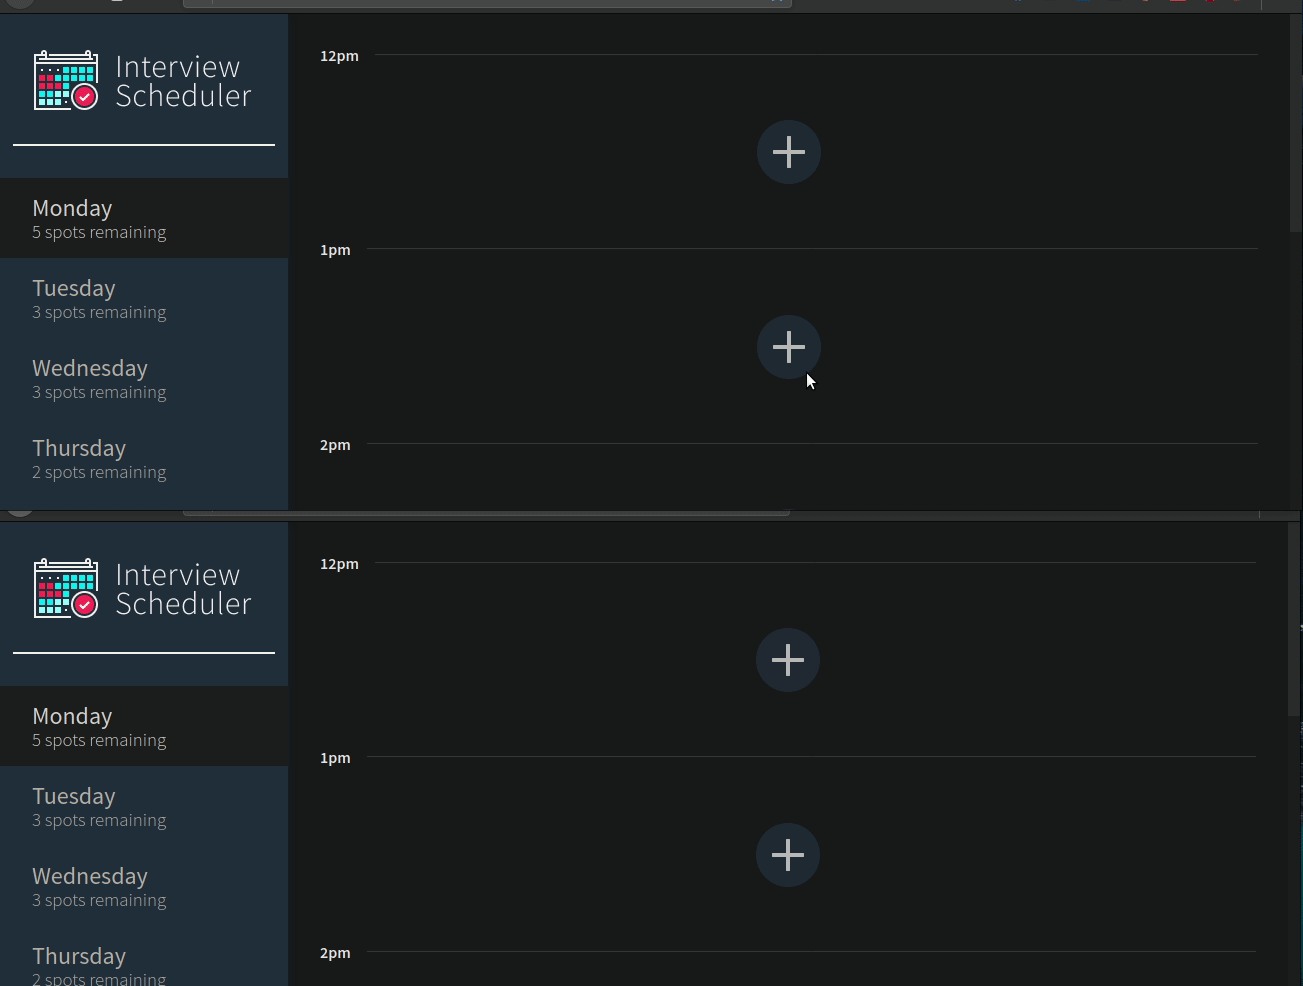 Interview
Scheduler
Monday
5 spots remaining
Tuesday
3 spots remaining
Wednesday
3 spots remaining
Thursday
2 spots remaining
12pm
1pm
2pm
Interview
Scheduler
Monday
5 spots remaining
Tuesday
3 spots remaining
Wednesday
3 spots remaining
Thursday
2 spots remaining
12pm
1pm
2pm